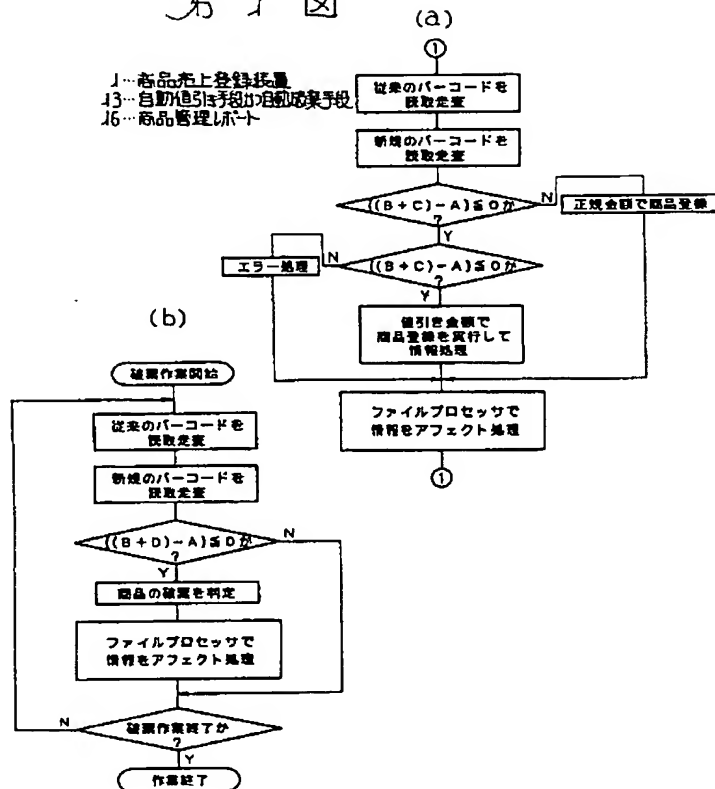 第1図
(a)
①
1…商品売上登録装置
13…自動値引き手段か自動破棄手段
16…商品管理レポート
従来のバーコードを
読取走査
新規のバーコードを
読取走査
((B+C)-A)≦0か
?
N
正規金額で商品登録
Y
((B+C)-A)≦0か
?
N
エラー処理
Y
値引き金額で
商品登録を実行して
情報処理
ファイルプロセッサで
情報をアフェクト処理
①
(b)
破棄作業開始
従来のバーコードを
読取走査
新規のバーコードを
読取走査
((B+D)-A)≦0か
?
N
Y
商品の破棄を判定
ファイルプロセッサで
情報をアフェクト処理
N
破棄作業終了か
?
Y
作業終了